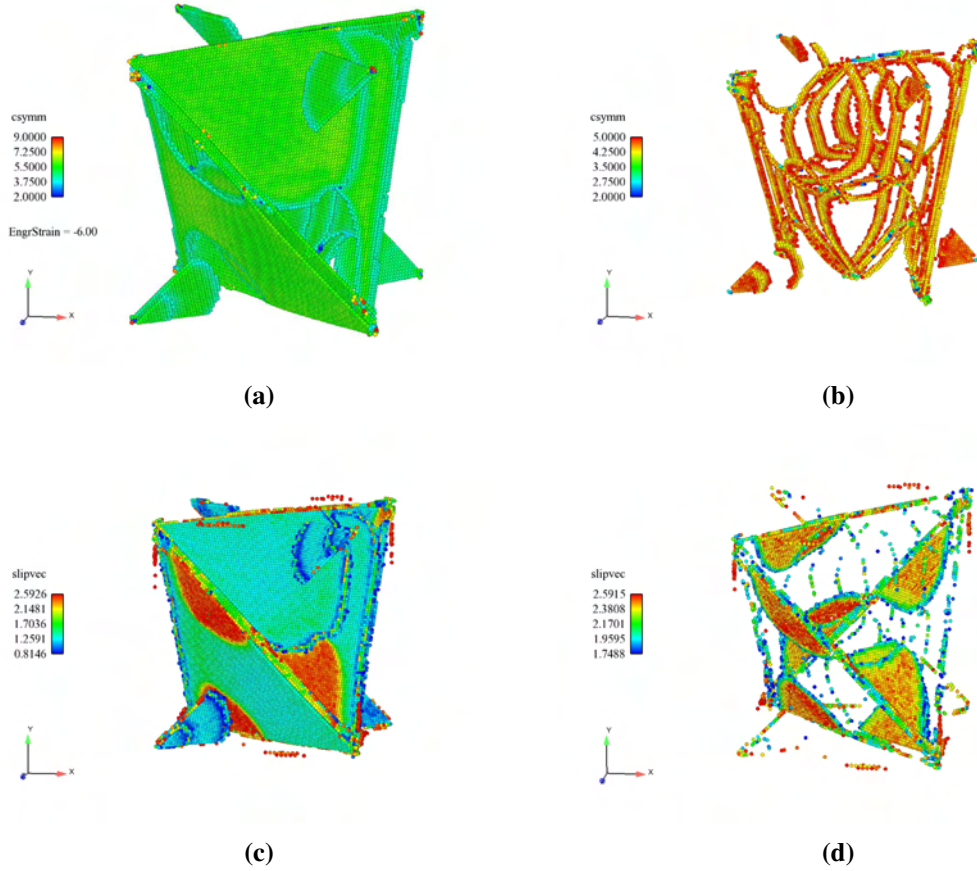 csymm
9.0000
7.2500
5.5000
3.7500
2.0000
EngrStrain = -6.00
Y
X
(a)
csymm
5.0000
4.2500
3.5000
2.7500
2.0000
Y
X
(b)
slipvec
2.5926
2.1481
1.7036
1.2591
0.8146
Y
X
(c)
slipvec
2.5915
2.3808
2.1701
1.9595
1.7488
Y
X
(d)